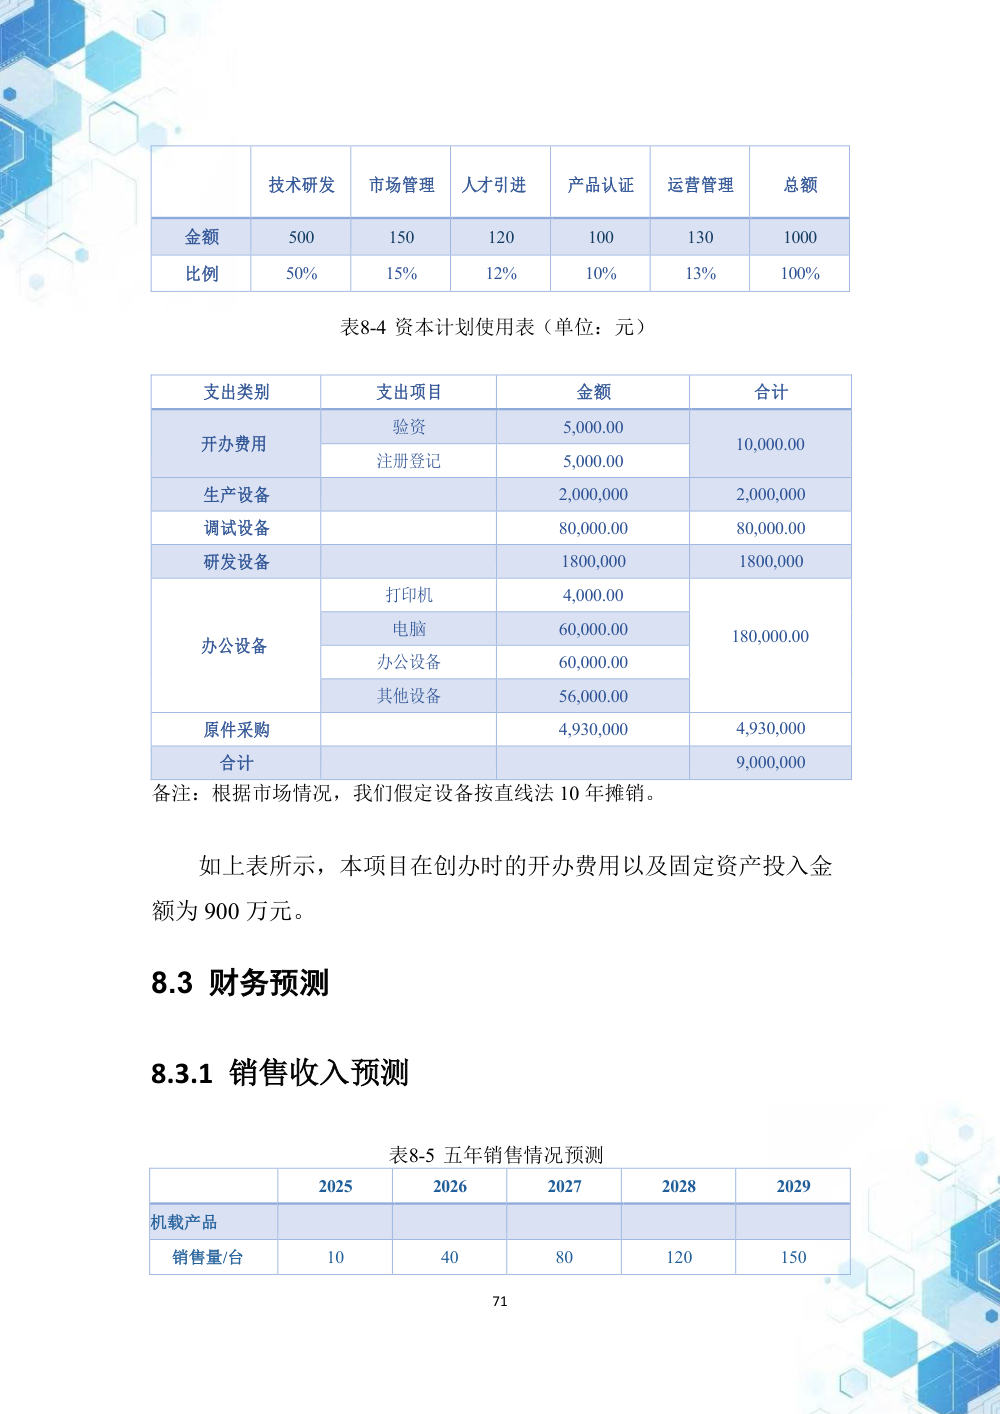 技术研发 市场管理 人才引进 产品认证 运营管理 总额
金额 500 150 120 100 130 1000
比例 50% 15% 12% 10% 13% 100%
表8-4 资本计划使用表（单位：元）
支出类别 支出项目 金额 合计
开办费用 验资 5,000.00 10,000.00
注册登记 5,000.00
生产设备 2,000,000 2,000,000
调试设备 80,000.00 80,000.00
研发设备 1800,000 1800,000
办公设备 打印机 4,000.00 180,000.00
电脑 60,000.00
办公设备 60,000.00
其他设备 56,000.00
原件采购 4,930,000 4,930,000
合计 9,000,000
备注：根据市场情况，我们假定设备按直线法 10 年摊销。
如上表所示，本项目在创办时的开办费用以及固定资产投入金
额为 900 万元。
8.3 财务预测
8.3.1 销售收入预测
表8-5 五年销售情况预测
2025 2026 2027 2028 2029
机载产品
销售量/台 10 40 80 120 150
71